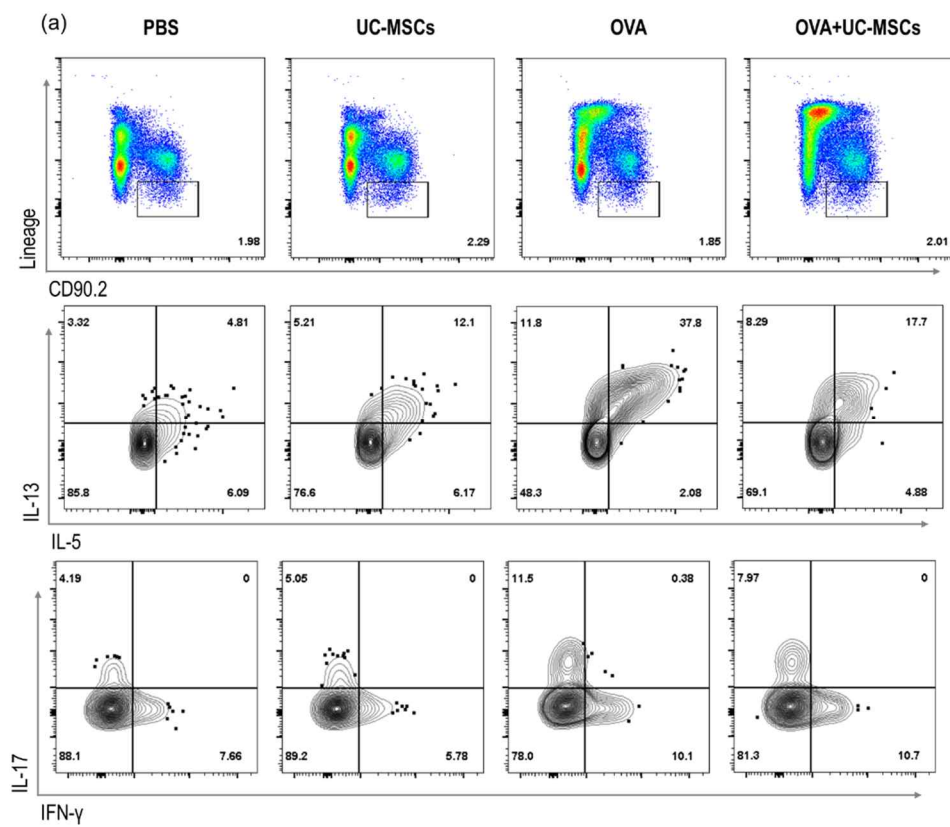 (a)
PBS UC-MSCs OVA OVA+UC-MSCs
Lineage
1.98 2.29 1.85 2.01
CD90.2
3.32 4.81 5.21 12.1 11.8 37.8 8.29 17.7
IL-13
85.8 6.09 76.6 6.17 48.3 2.08 69.1 4.88
IL-5
4.19 0 5.05 0 11.5 0.38 7.97 0
IL-17
88.1 7.66 89.2 5.78 78.0 10.1 81.3 10.7
IFN-γ